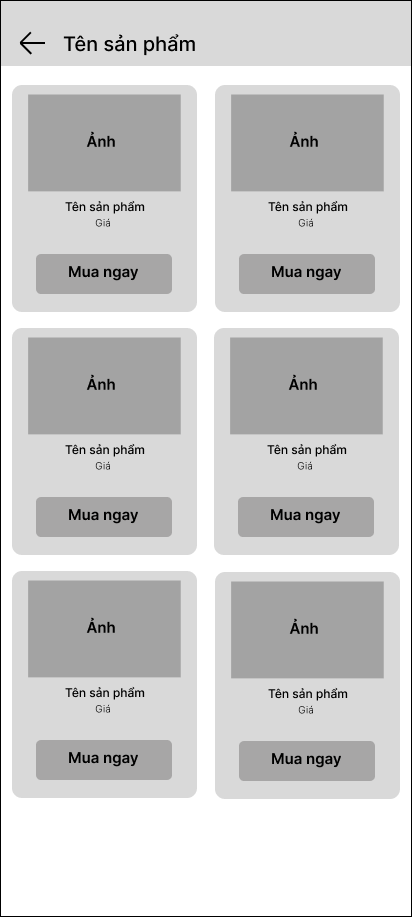 Tên sản phẩm
Ảnh
Tên sản phẩm
Giá
Mua ngay
Ảnh
Tên sản phẩm
Giá
Mua ngay
Ảnh
Tên sản phẩm
Giá
Mua ngay
Ảnh
Tên sản phẩm
Giá
Mua ngay
Ảnh
Tên sản phẩm
Giá
Mua ngay
Ảnh
Tên sản phẩm
Giá
Mua ngay